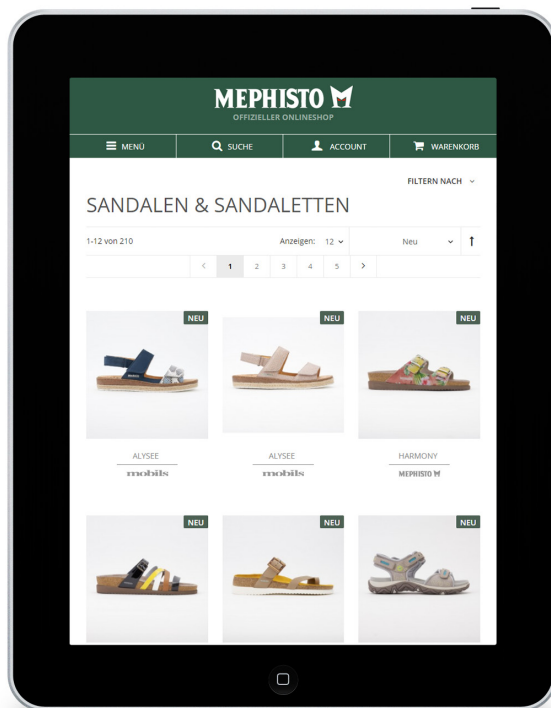 MEPHISTO
OFFIZIELLER ONLINESHOP
MENÜ SUCHE ACCOUNT WARENKORB
FILTERN NACH
SANDALEN & SANDALETTEN
1-12 von 210 Anzeigen: 12 Neu
1 2 3 4 5
NEU NEU NEU
ALYSEE ALYSEE HARMONY
mobils mobils MEPHISTO
NEU NEU NEU